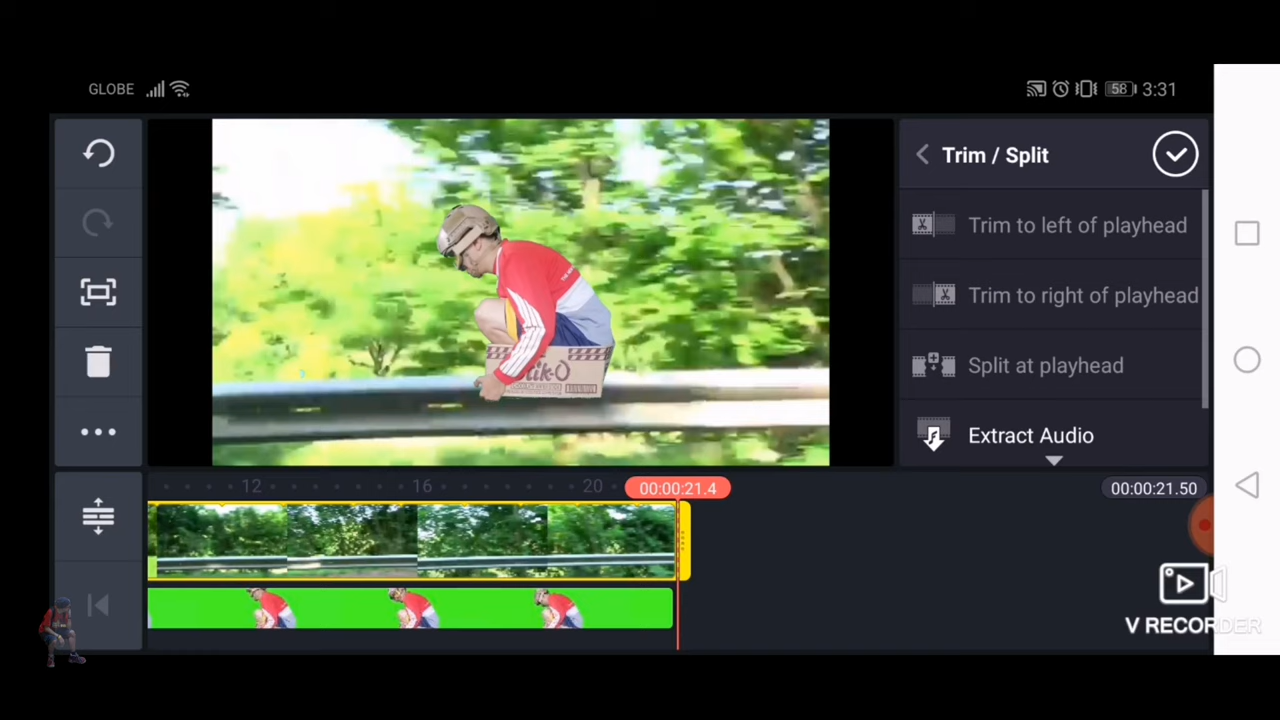 GLOBE
58 3:31
Trim / Split
Trim to left of playhead
Trim to right of playhead
Split at playhead
Extract Audio
12 16 20 00:00:21.4 00:00:21.50
V RECORDER